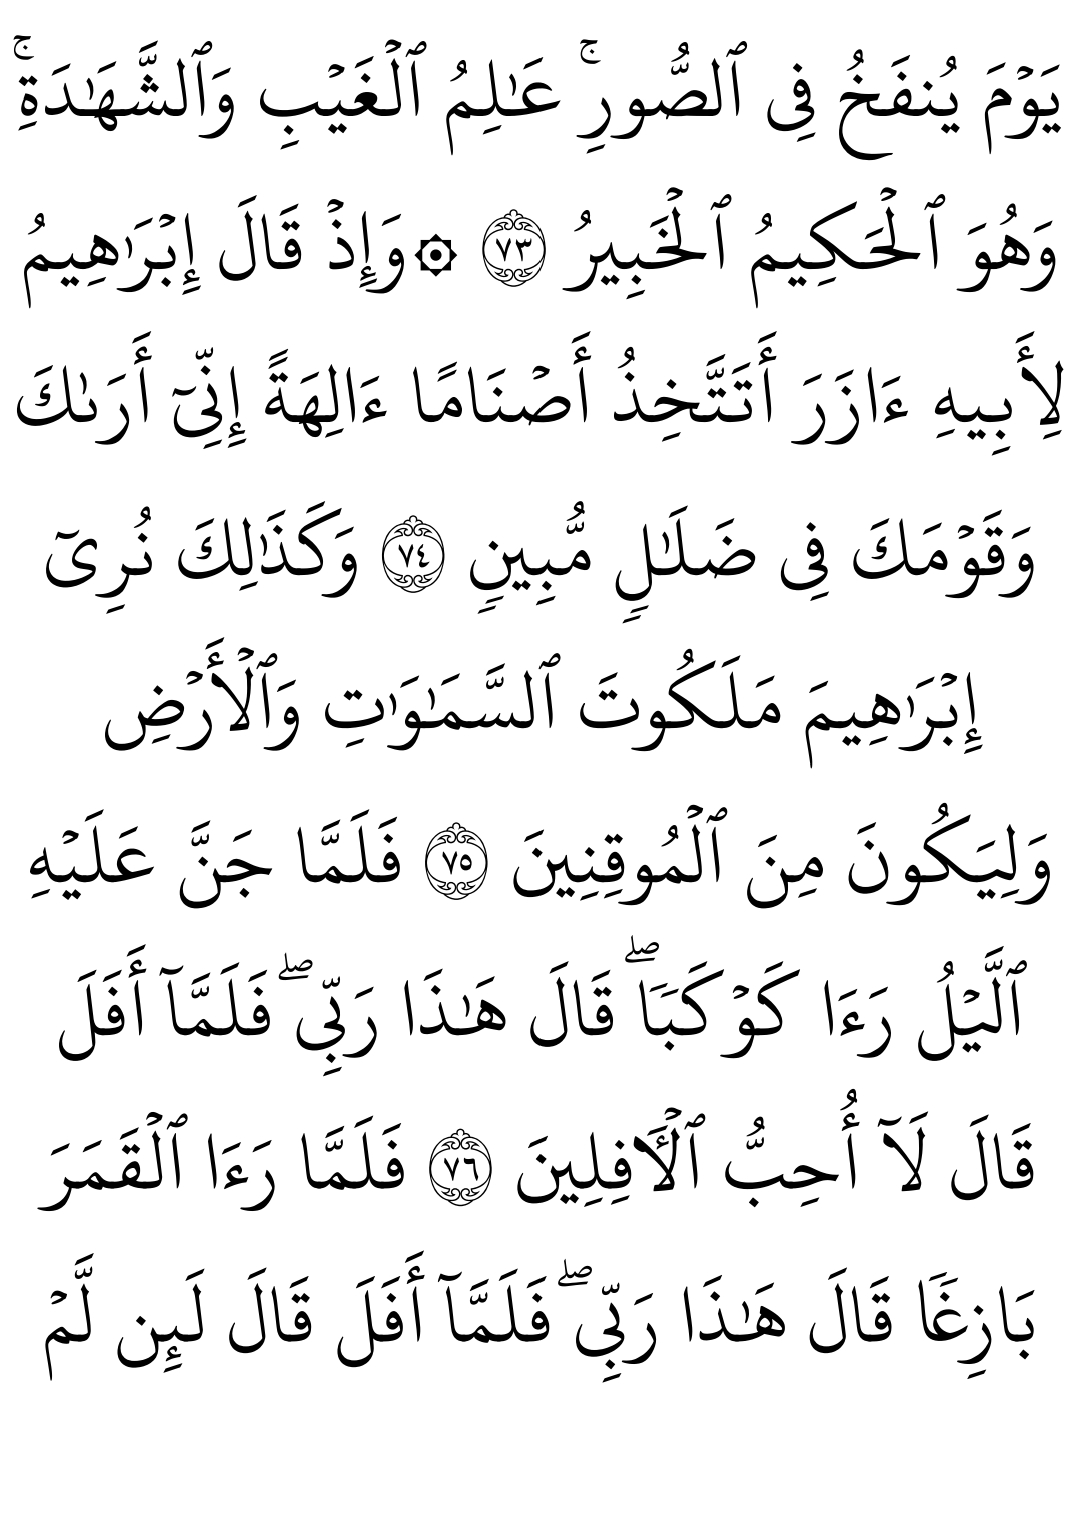 يَوۡمَ يُنفَخُ فِى ٱلصُّورِ ۚ عَـٰلِمُ ٱلۡغَيۡبِ وَٱلشَّهَـٰدَةِ ۚ
وَهُوَ ٱلۡحَكِيمُ ٱلۡخَبِيرُ ٧٣ ۞ وَإِذۡ قَالَ إِبۡرَٰهِيمُ
لِأَبِيهِ ءَازَرَ أَتَتَّخِذُ أَصۡنَامًا ءَالِهَةً إِنِّىٓ أَرَىٰكَ
وَقَوۡمَكَ فِى ضَلَـٰلٍ مُّبِينٍ ٧٤ وَكَذَٰلِكَ نُرِىٓ
إِبۡرَٰهِيمَ مَلَكُوتَ ٱلسَّمَـٰوَٰتِ وَٱلۡأَرۡضِ
وَلِيَكُونَ مِنَ ٱلۡمُوقِنِينَ ٧٥ فَلَمَّا جَنَّ عَلَيۡهِ
ٱلَّيۡلُ رَءَا كَوۡكَبًا ۖ قَالَ هَـٰذَا رَبِّى ۖ فَلَمَّآ أَفَلَ
قَالَ لَآ أُحِبُّ ٱلۡـَٔافِلِينَ ٧٦ فَلَمَّا رَءَا ٱلۡقَمَرَ
بَازِغًا قَالَ هَـٰذَا رَبِّى ۖ فَلَمَّآ أَفَلَ قَالَ لَئِن لَّمۡ